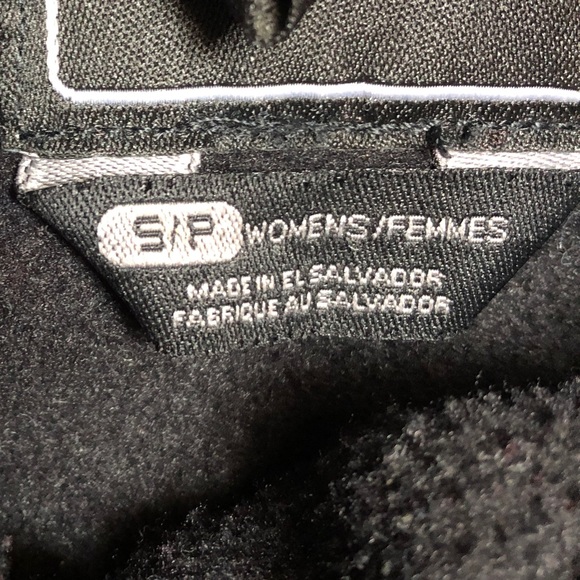 S/P WOMENS/FEMMES
MADE IN EL SALVADOR
FABRIQUE AU SALVADOR